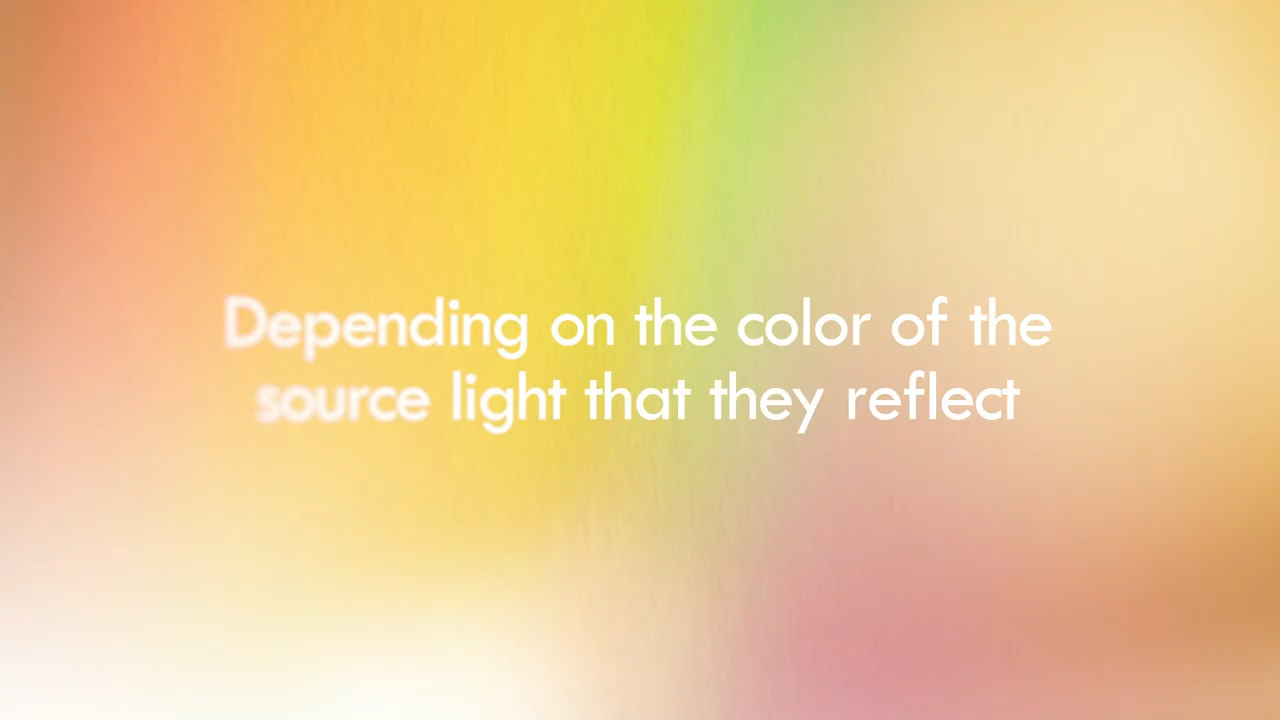 Depending on the color of the
source light that they reflect